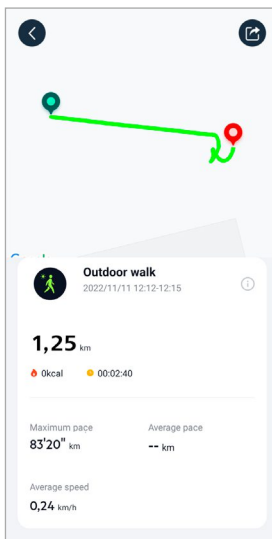 Outdoor walk
2022/11/11 12:12-12:15
1,25 km
0kcal 00:02:40
Maximum pace Average pace
83'20" km -- km
Average speed
0,24 km/h